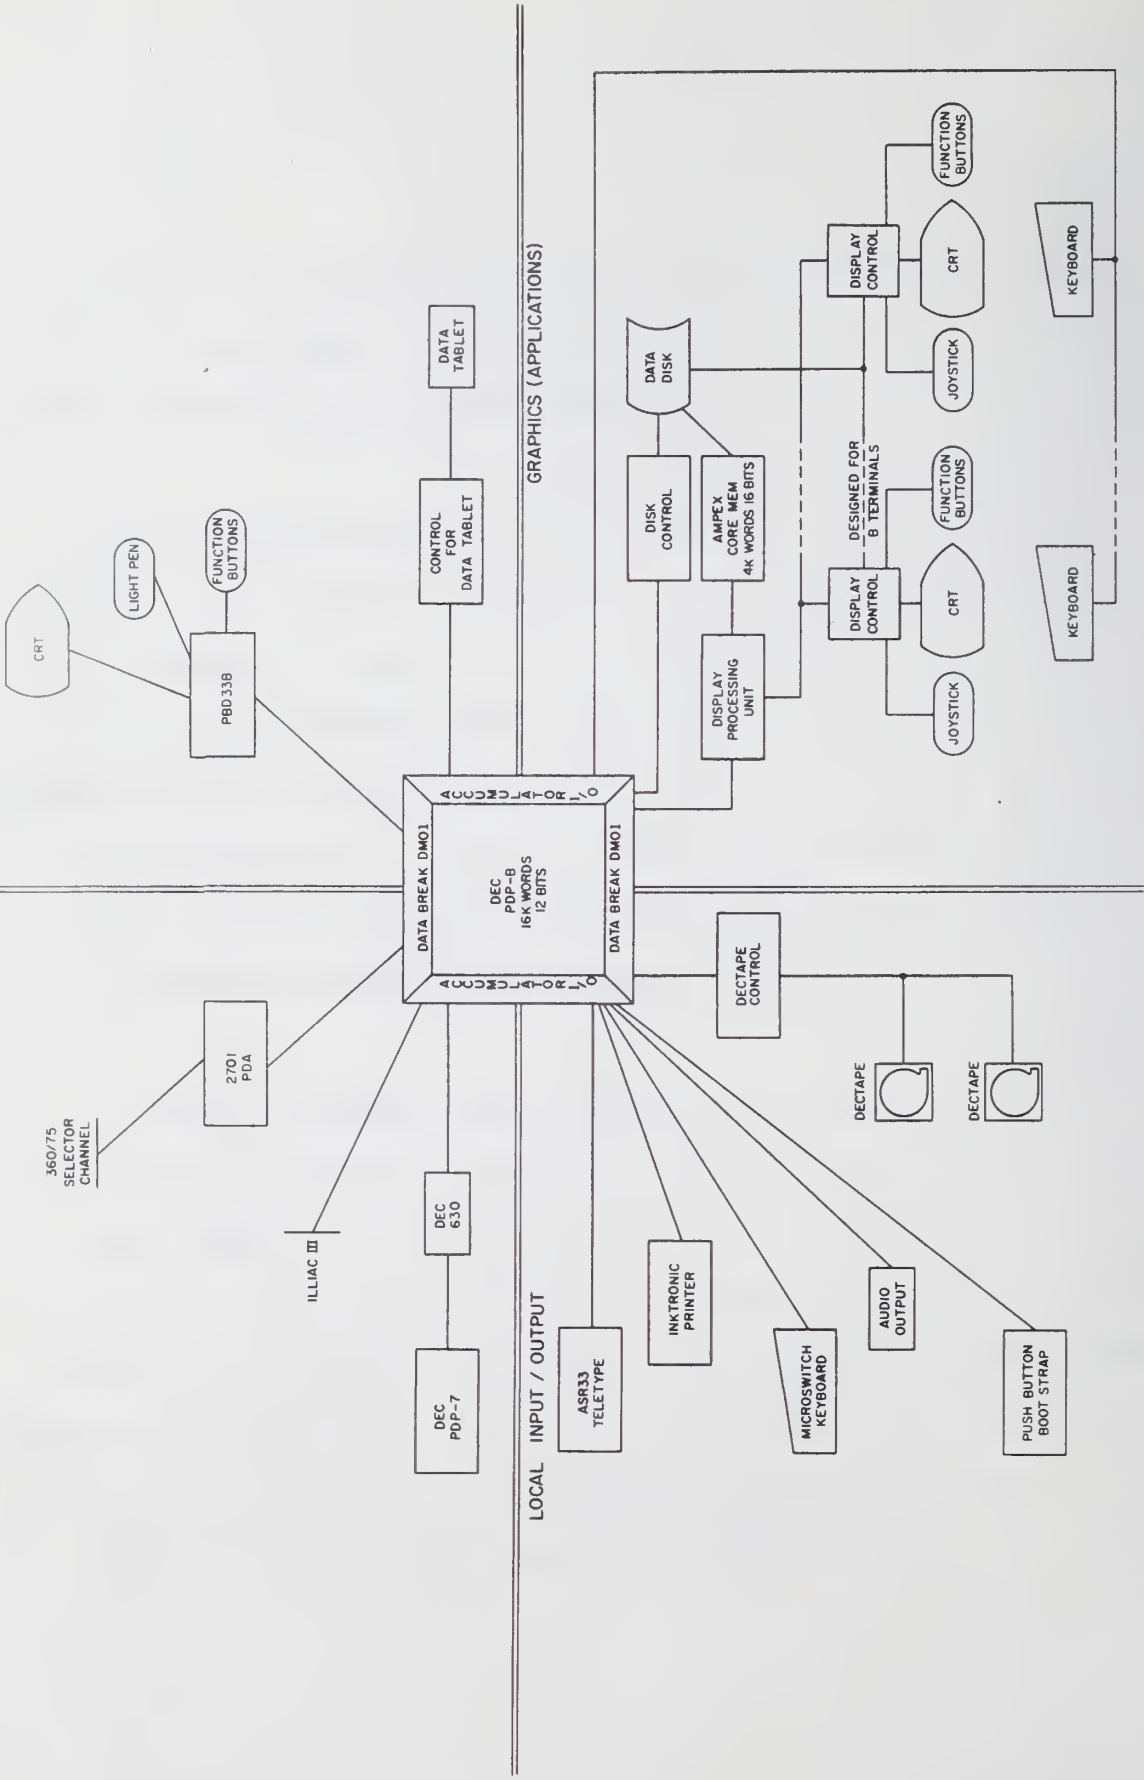 360/75
SELECTOR
CHANNEL
2701
PDA
ILLIAC III
DEC
630
DEC
PDP-7
CRT
LIGHT PEN
FUNCTION
BUTTONS
PBD338
DATA
TABLET
CONTROL
FOR
DATA TABLET
DATA BREAK DM01
ACCUMULATOR I/O
DEC
PDP-8
16K WORDS
12 BITS
ACCUMULATOR I/O
DATA BREAK DM01
LOCAL INPUT / OUTPUT
ASR33
TELETYPE
INKTRONIC
PRINTER
MICROSWITCH
KEYBOARD
AUDIO
OUTPUT
PUSH BUTTON
BOOT STRAP
DECTAPE
CONTROL
DECTAPE
DECTAPE
GRAPHICS (APPLICATIONS)
DATA
DISK
DISK
CONTROL
AMPEX
CORE MEM
4K WORDS 16 BITS
DISPLAY
PROCESSING
UNIT
DESIGNED FOR
8 TERMINALS
DISPLAY
CONTROL
DISPLAY
CONTROL
JOYSTICK
CRT
FUNCTION
BUTTONS
JOYSTICK
CRT
FUNCTION
BUTTONS
KEYBOARD
KEYBOARD